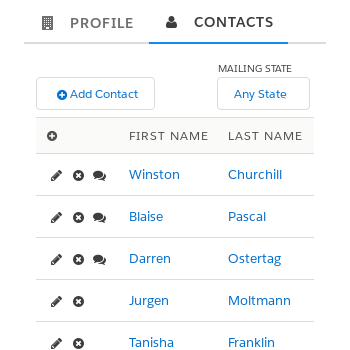 PROFILE CONTACTS
MAILING STATE
Add Contact Any State
FIRST NAME LAST NAME
Winston Churchill
Blaise Pascal
Darren Ostertag
Jurgen Moltmann
Tanisha Franklin